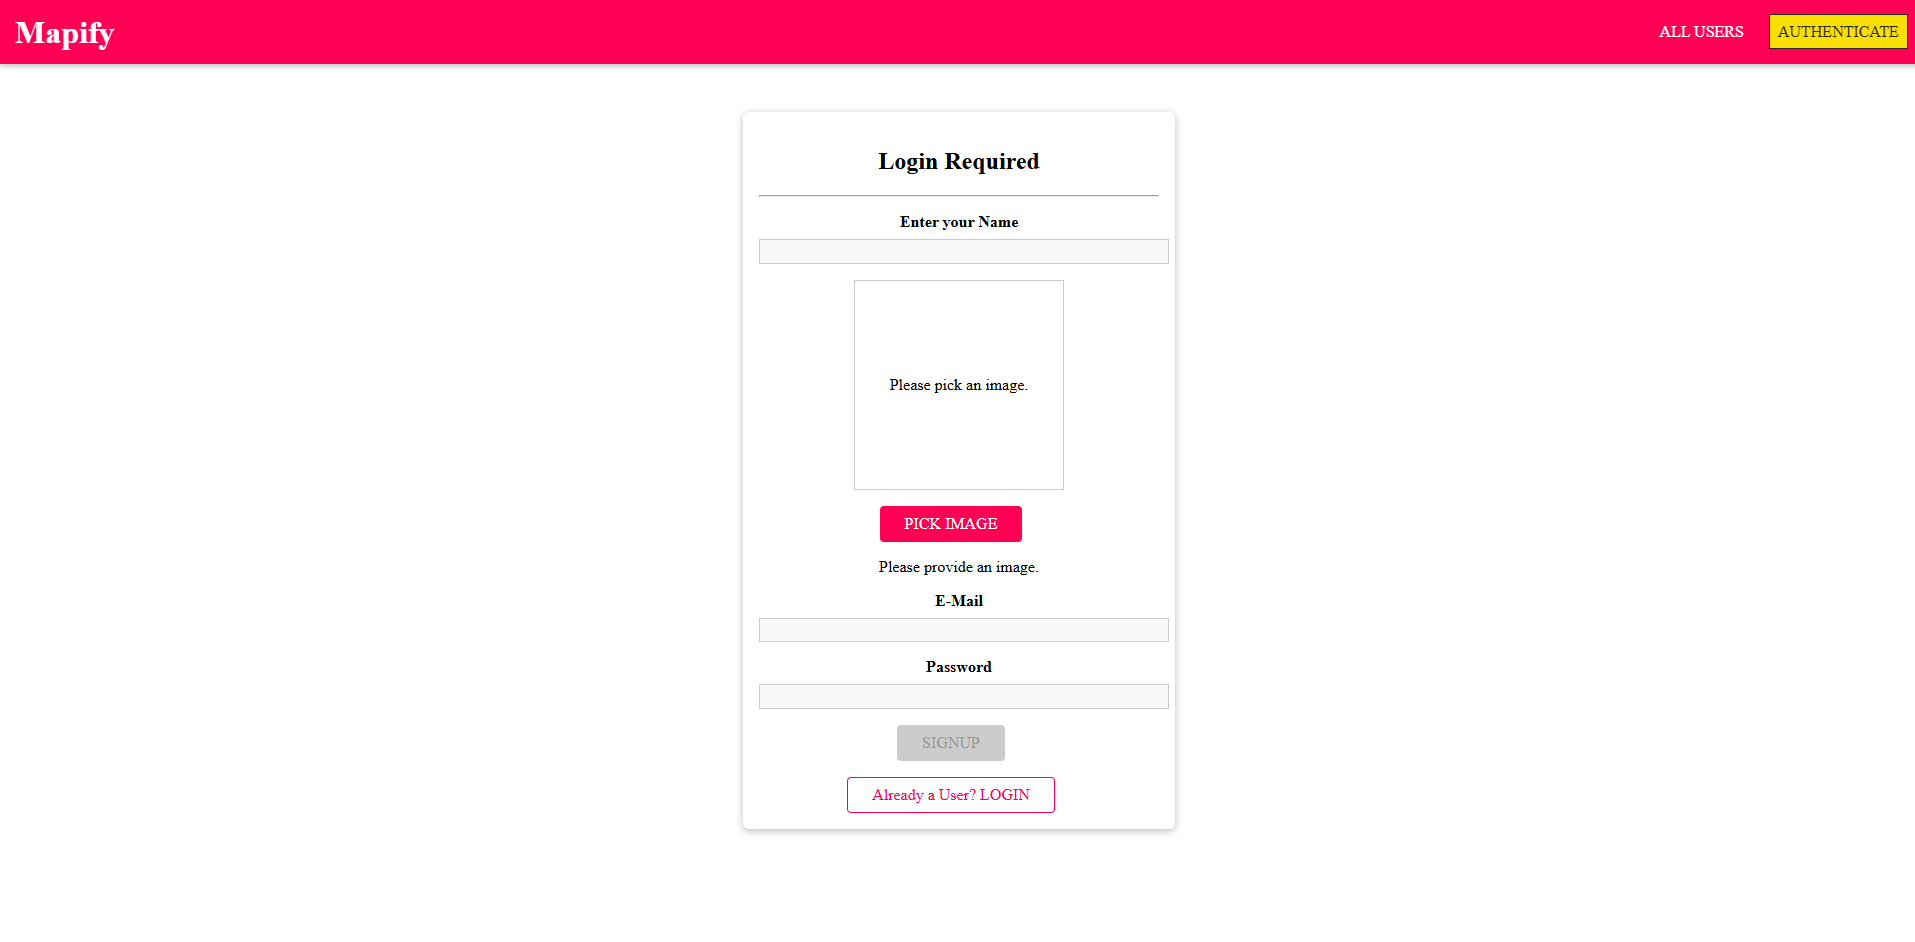 Mapify
ALL USERS
AUTHENTICATE
Login Required
Enter your Name
Please pick an image.
PICK IMAGE
Please provide an image.
E-Mail
Password
SIGNUP
Already a User? LOGIN